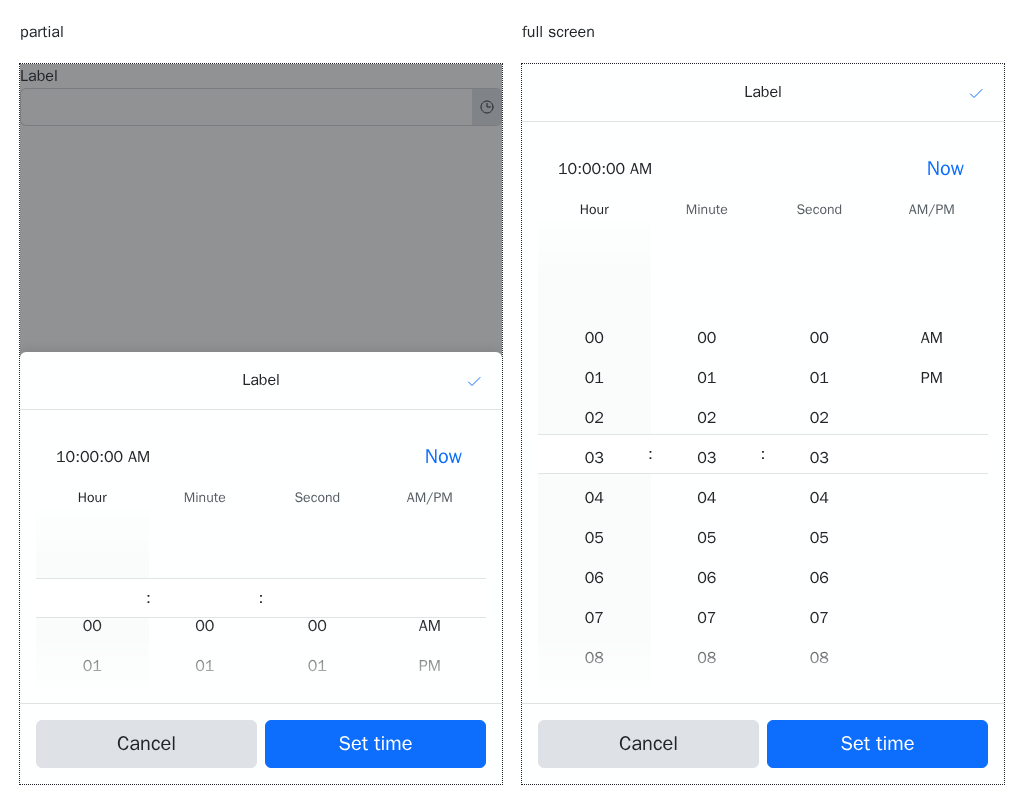 partial
Label
Label
10:00:00 AM Now
Hour Minute Second AM/PM
: :
00 00 00 AM
01 01 01 PM
Cancel Set time
full screen
Label
10:00:00 AM Now
Hour Minute Second AM/PM
00 00 00 AM
01 01 01 PM
02 02 02
03 : 03 : 03
04 04 04
05 05 05
06 06 06
07 07 07
08 08 08
Cancel Set time